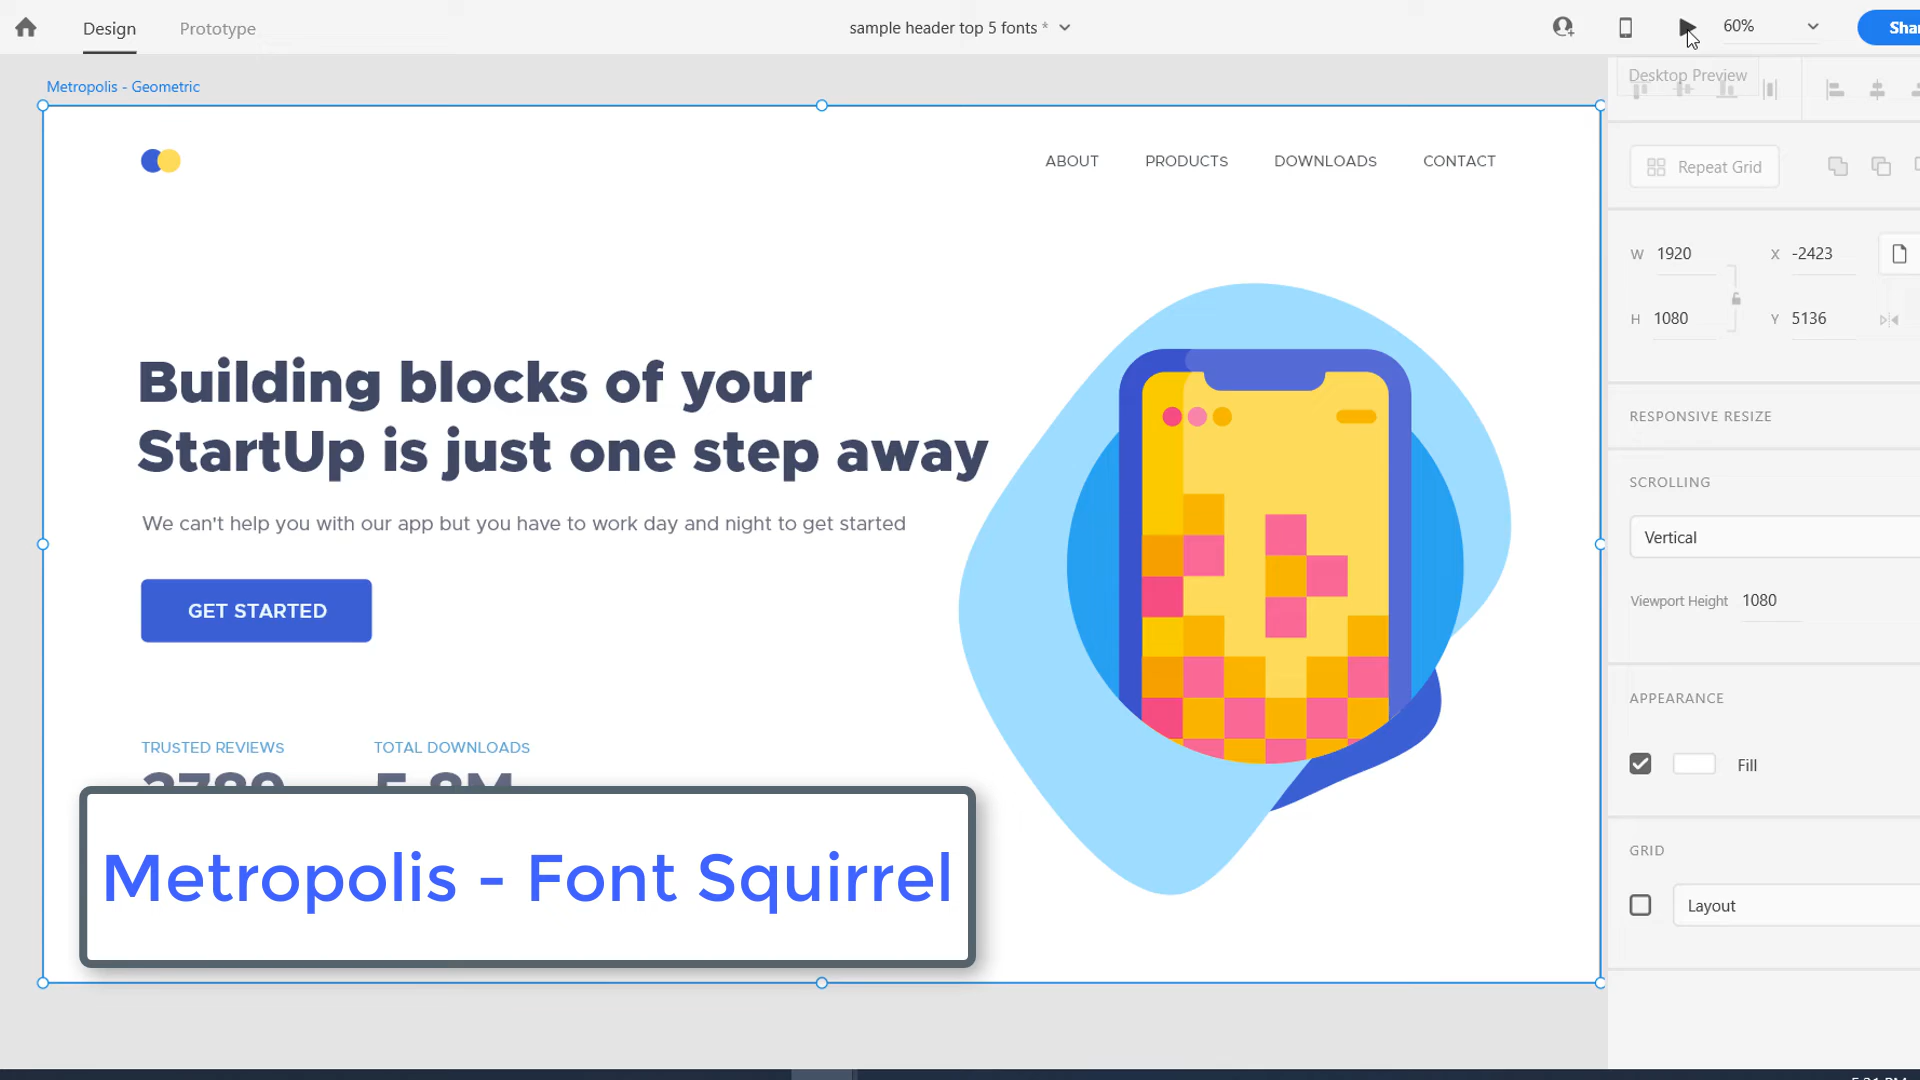 Design
Prototype
sample header top 5 fonts *
60%
Desktop Preview
Metropolis - Geometric
ABOUT
PRODUCTS
DOWNLOADS
CONTACT
Repeat Grid
W 1920
X -2423
H 1080
Y 5136
Building blocks of your
StartUp is just one step away
We can't help you with our app but you have to work day and night to get started
GET STARTED
TRUSTED REVIEWS
TOTAL DOWNLOADS
3789
5.8M
Metropolis - Font Squirrel
RESPONSIVE RESIZE
SCROLLING
Vertical
Viewport Height 1080
APPEARANCE
Fill
GRID
Layout